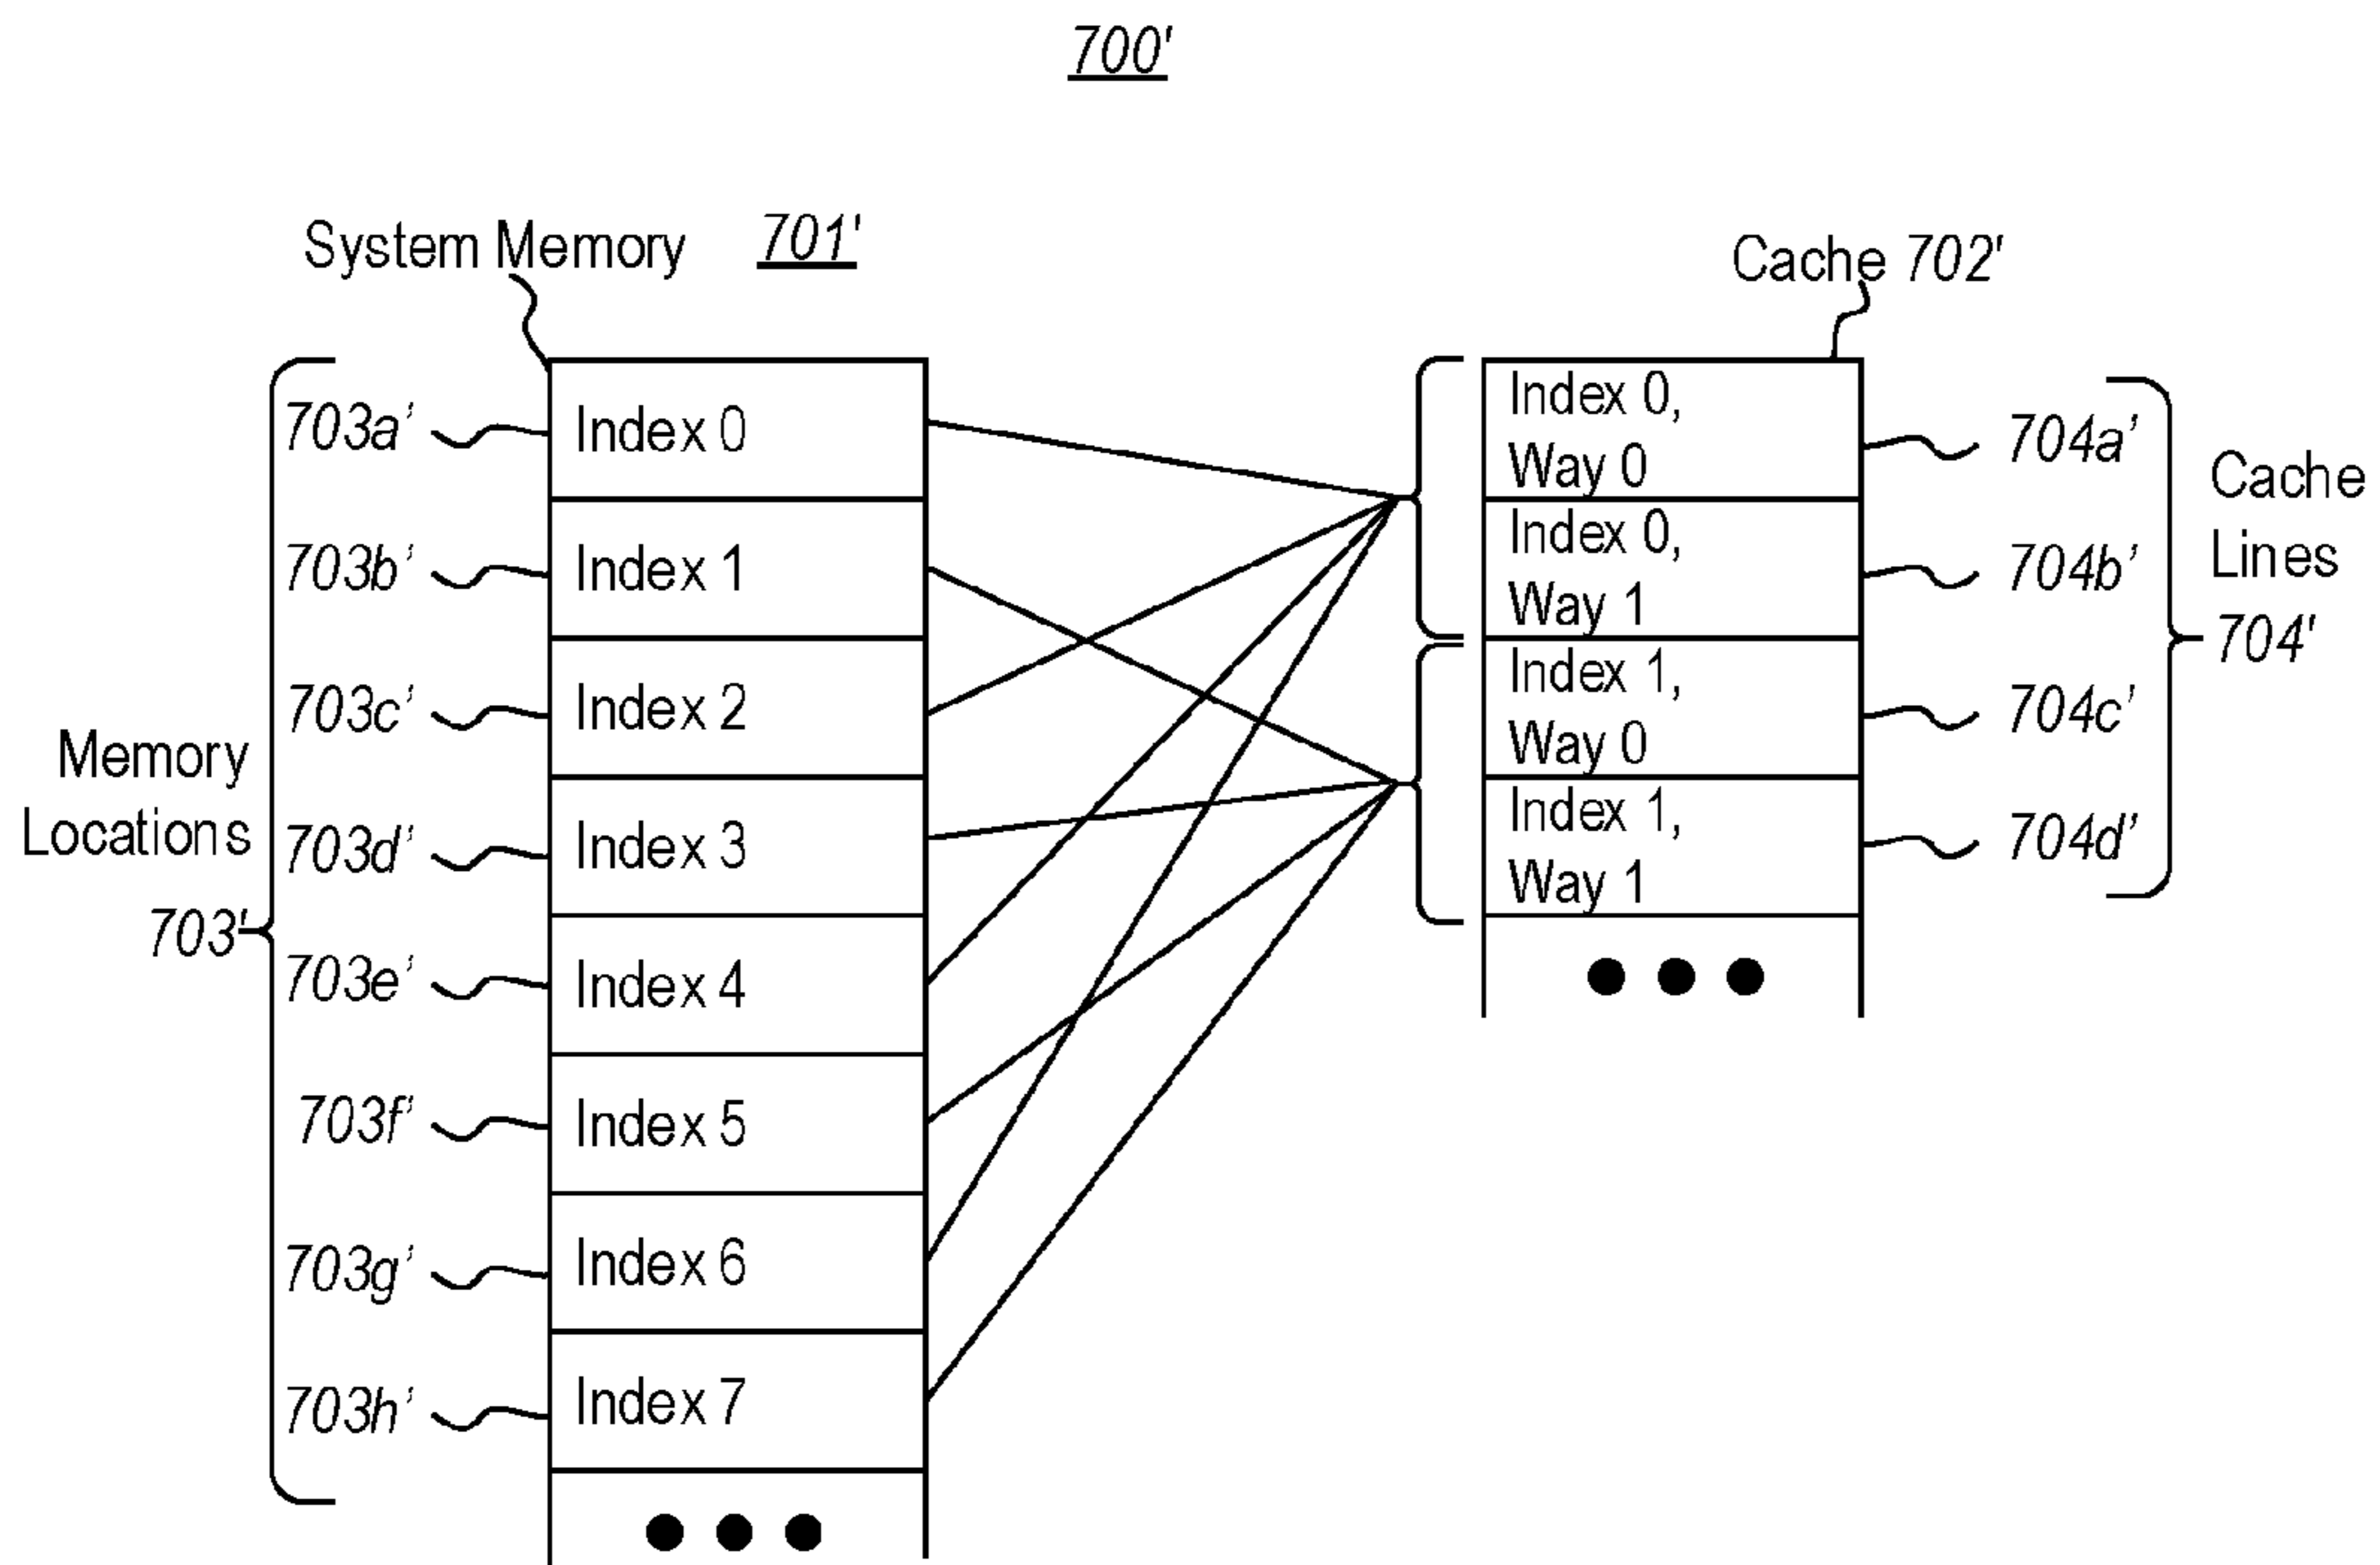 700'
System Memory 701'
Cache 702'
Memory
Locations
703'
703a'
703b'
703c'
703d'
703e'
703f'
703g'
703h'
Index 0
Index 1
Index 2
Index 3
Index 4
Index 5
Index 6
Index 7
Index 0,
Way 0
Index 0,
Way 1
Index 1,
Way 0
Index 1,
Way 1
704a'
704b'
704c'
704d'
Cache
Lines
704'